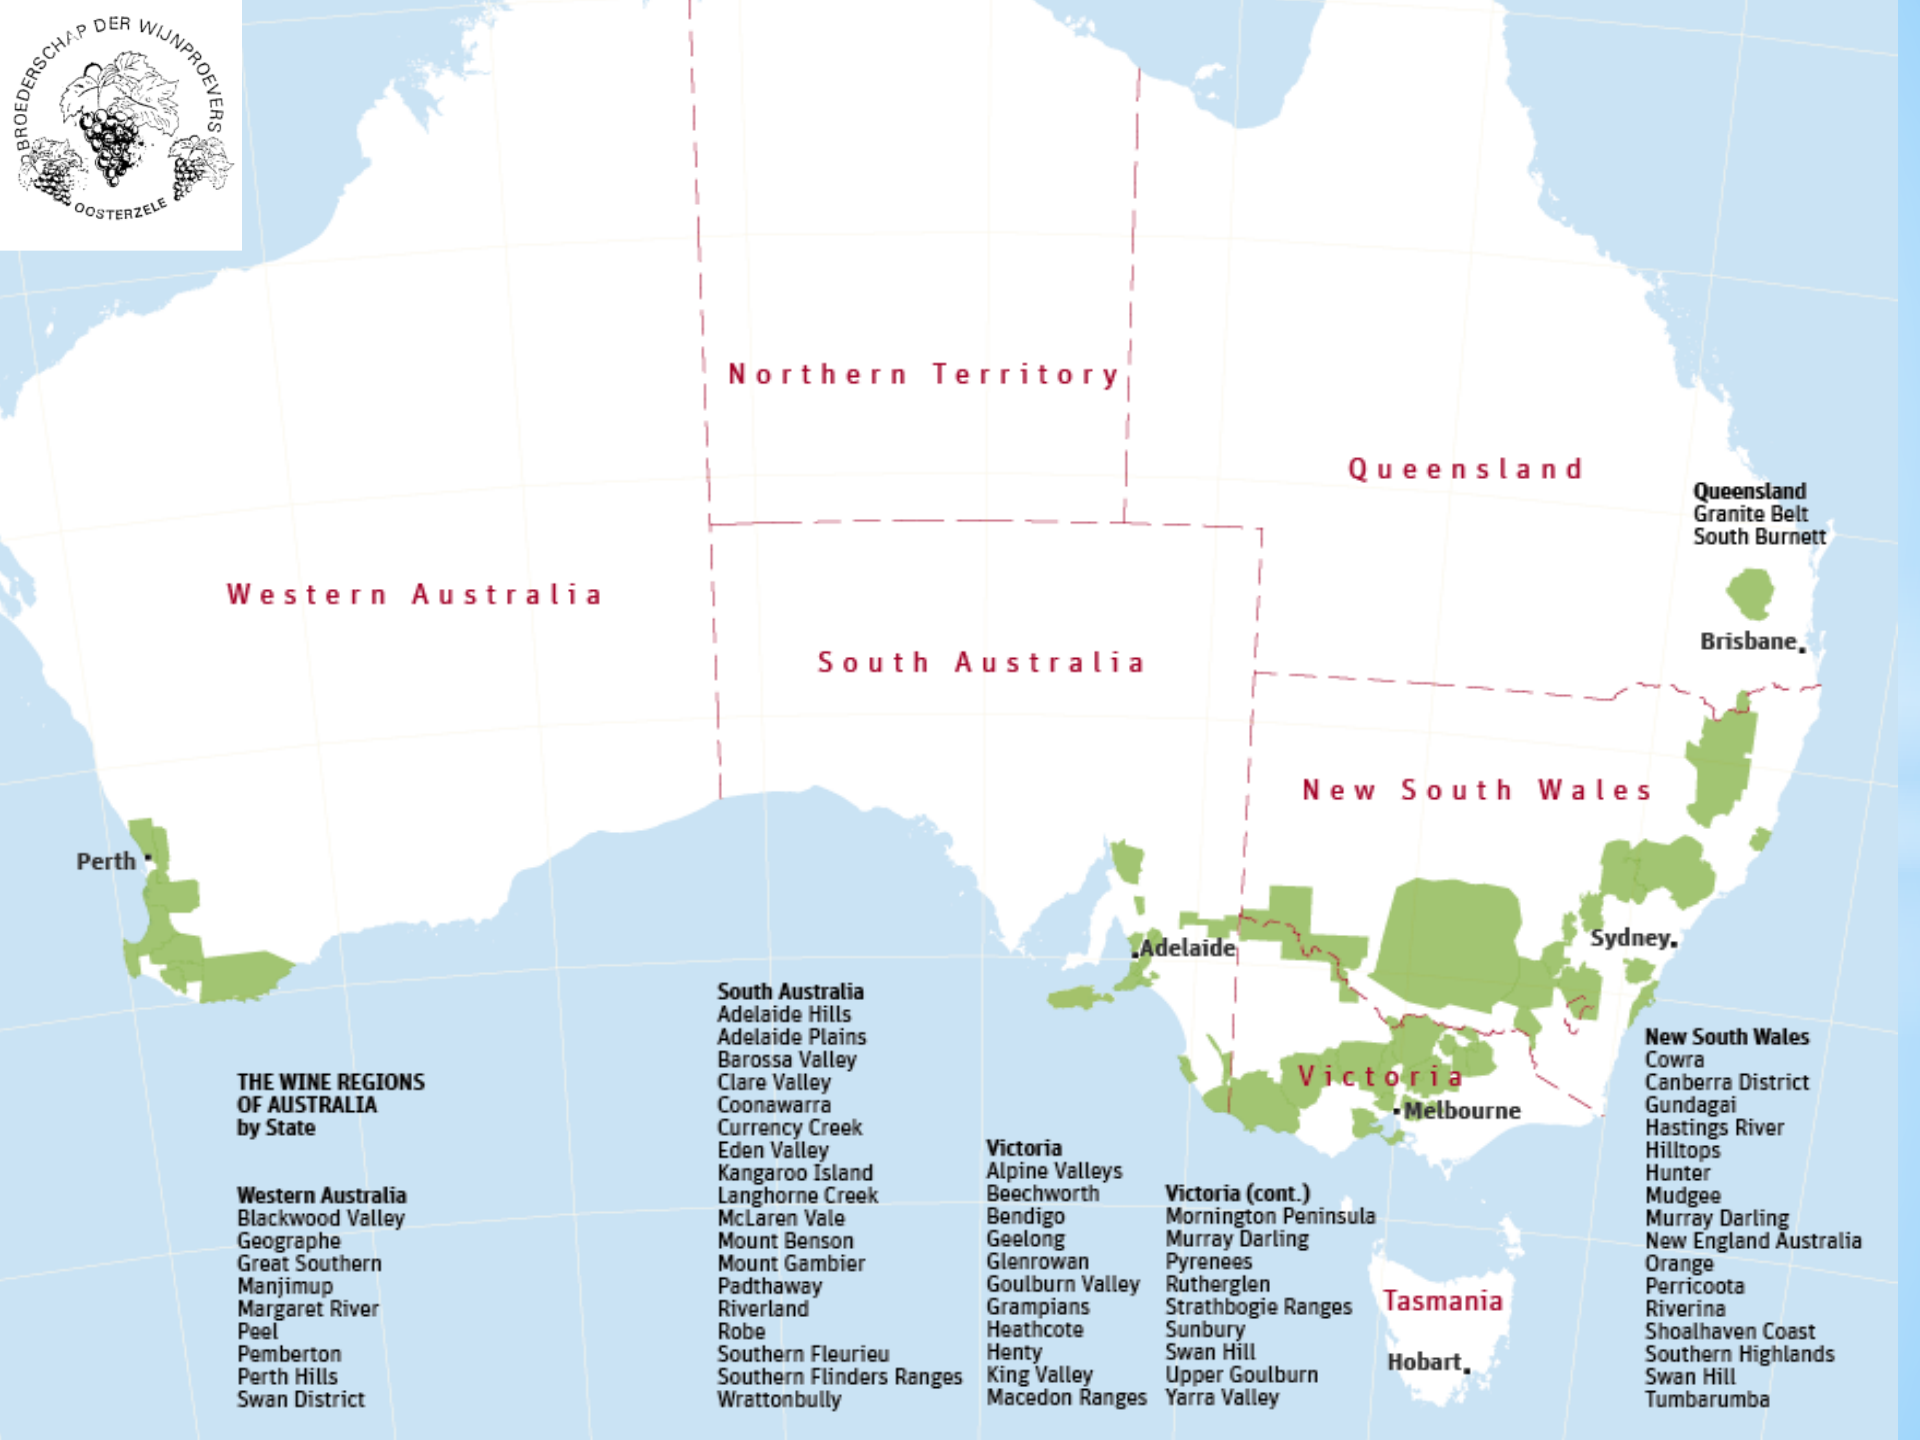 BROEDERSCHAP DER WIJNPROEVERS
OOSTERZELE
Northern Territory
Queensland
Queensland
Granite Belt
South Burnett
Western Australia
Brisbane
South Australia
New South Wales
Perth
Sydney
Adelaide
Victoria
Melbourne
Tasmania
Hobart
THE WINE REGIONS
OF AUSTRALIA
by State
Western Australia
Blackwood Valley
Geographe
Great Southern
Manjimup
Margaret River
Peel
Pemberton
Perth Hills
Swan District
South Australia
Adelaide Hills
Adelaide Plains
Barossa Valley
Clare Valley
Coonawarra
Currency Creek
Eden Valley
Kangaroo Island
Langhorne Creek
McLaren Vale
Mount Benson
Mount Gambier
Padthaway
Riverland
Robe
Southern Fleurieu
Southern Flinders Ranges
Wrattonbully
Victoria
Alpine Valleys
Beechworth
Bendigo
Geelong
Glenrowan
Goulburn Valley
Grampians
Heathcote
Henty
King Valley
Macedon Ranges
Victoria (cont.)
Mornington Peninsula
Murray Darling
Pyrenees
Rutherglen
Strathbogie Ranges
Sunbury
Swan Hill
Upper Goulburn
Yarra Valley
New South Wales
Cowra
Canberra District
Gundagai
Hastings River
Hilltops
Hunter
Mudgee
Murray Darling
New England Australia
Orange
Perricoota
Riverina
Shoalhaven Coast
Southern Highlands
Swan Hill
Tumbarumba